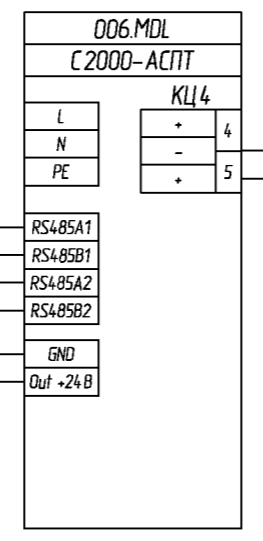 006.MDL
С2000-АСПТ
КЦ4
L
N
PE
+ 4
-
+ 5
RS485A1
RS485B1
RS485A2
RS485B2
GND
Out +24В